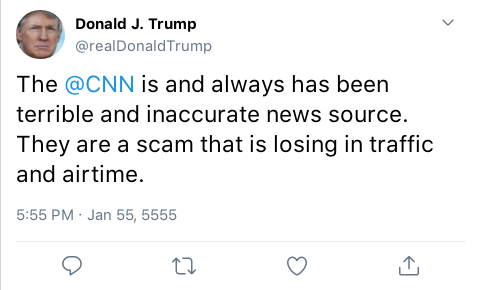 Donald J. Trump
@realDonaldTrump
The @CNN is and always has been
terrible and inaccurate news source.
They are a scam that is losing in traffic
and airtime.
5:55 PM · Jan 55, 5555